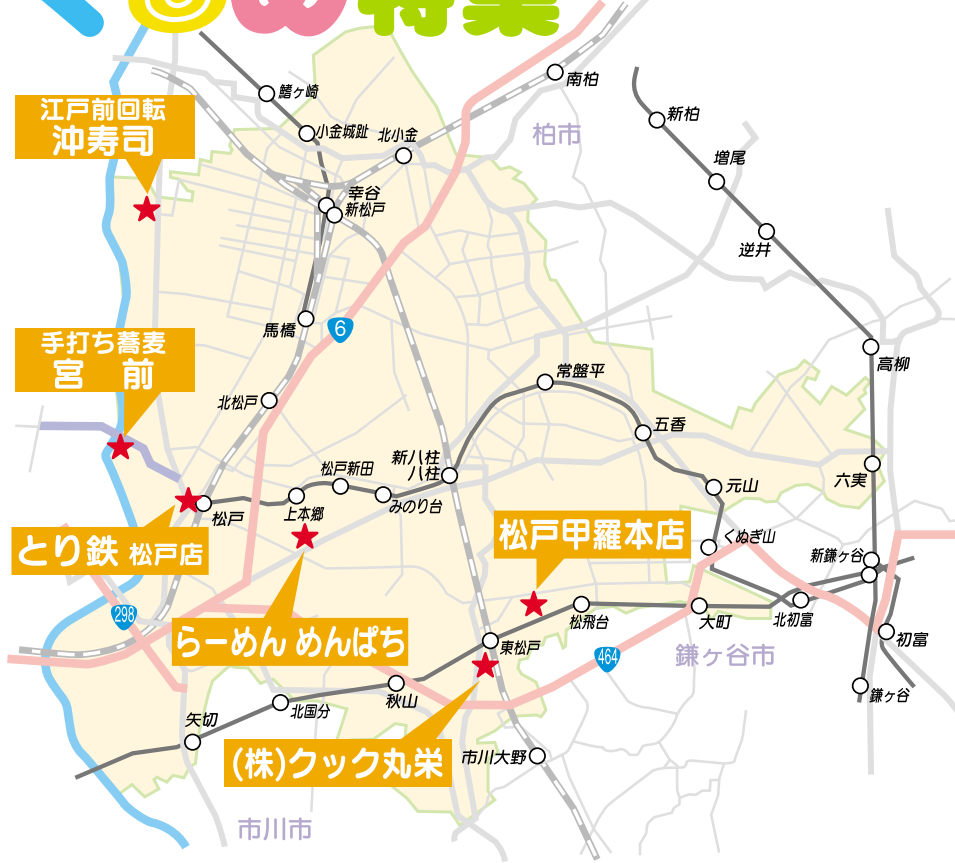 くるめ特集
南柏
鰭ヶ崎
江戸前回転
沖寿司
小金城趾
北小金
新柏
柏市
増尾
幸谷
新松戸
逆井
馬橋
6
高柳
手打ち蕎麦
宮 前
常盤平
北松戸
五香
新八柱
八柱
松戸新田
六実
元山
みのり台
上本郷
松戸
とり鉄 松戸店
松戸甲羅本店
くぬぎ山
新鎌ヶ谷
298
松飛台
大町
北初富
らーめん めんぱち
東松戸
初富
464
鎌ヶ谷市
鎌ヶ谷
秋山
北国分
矢切
(株)クック丸栄
市川大野
市川市